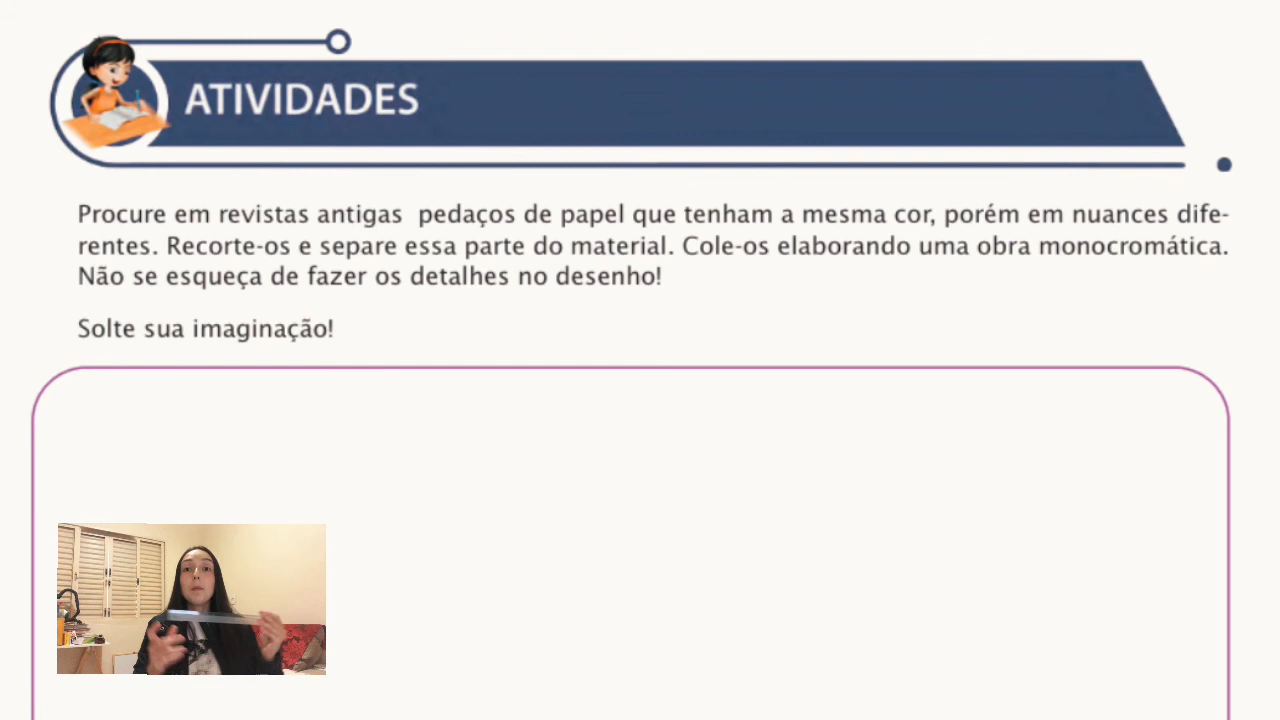 ATIVIDADES
Procure em revistas antigas pedaços de papel que tenham a mesma cor, porém em nuances dife-
rentes. Recorte-os e separe essa parte do material. Cole-os elaborando uma obra monocromática.
Não se esqueça de fazer os detalhes no desenho!
Solte sua imaginação!